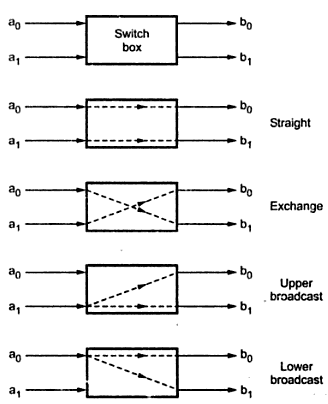 a0 Switch box b0
a1 b1
a0 b0
Straight
a1 b1
a0 b0
Exchange
a1 b1
a0 b0
Upper broadcast
a1 b1
a0 b0
Lower broadcast
a1 b1